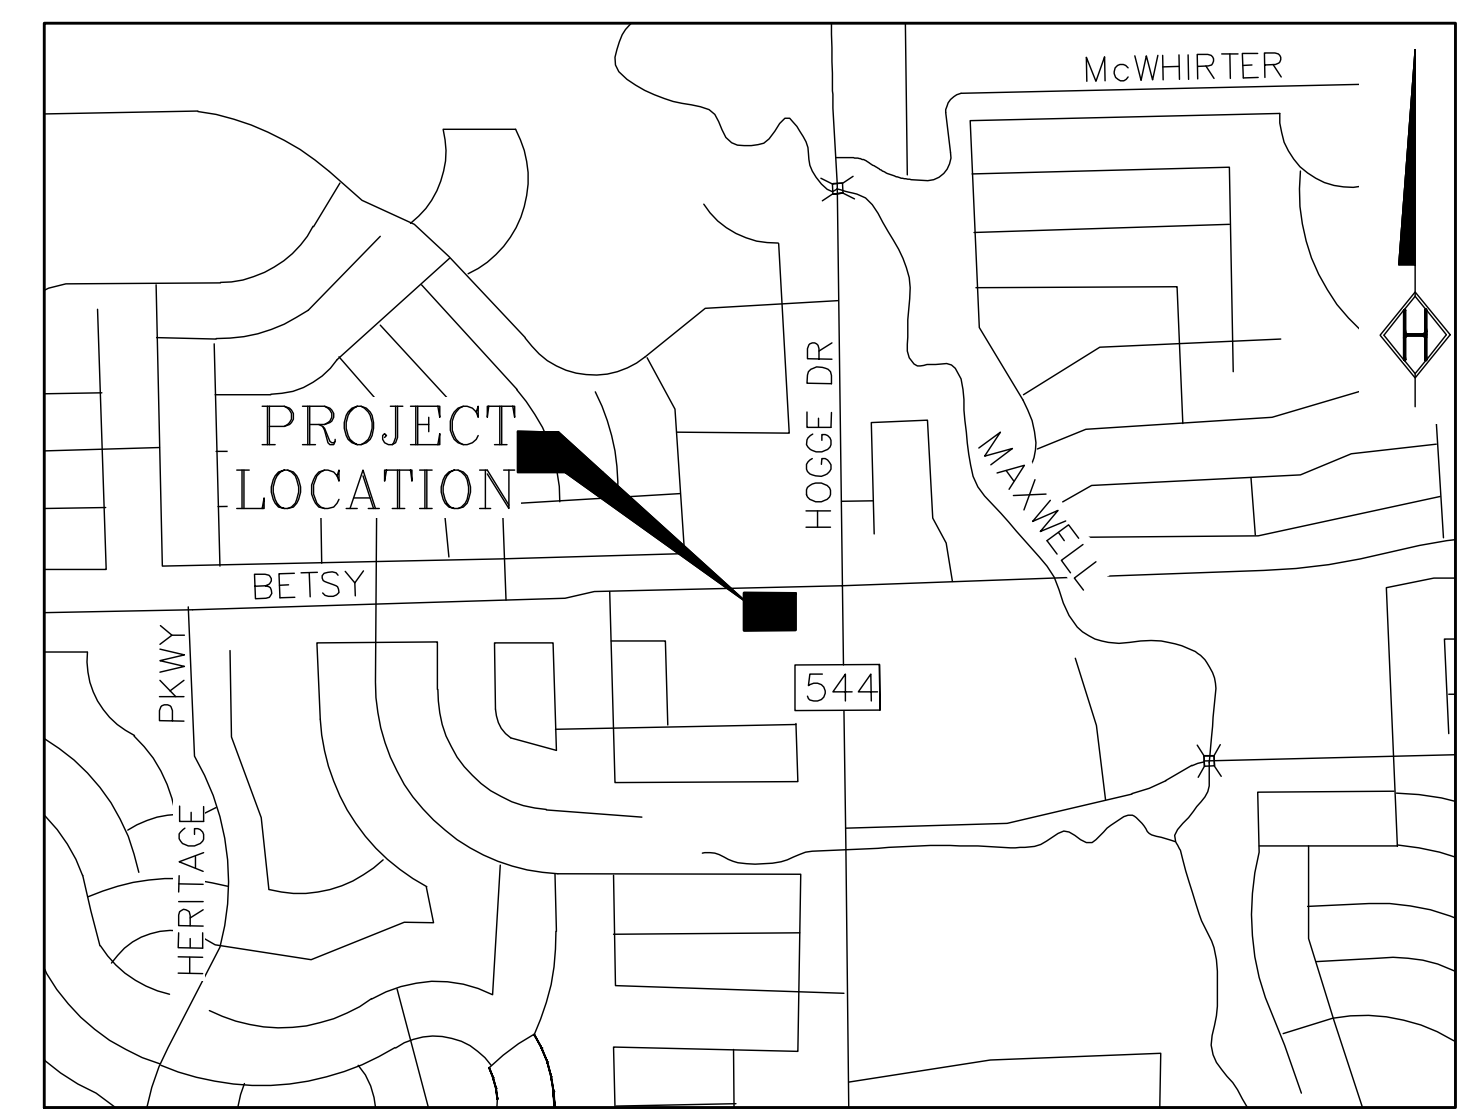 McWHIRTER
H
HOGGE DR
PROJECT
LOCATION
MAXWELL
BETSY
PKWY
HERITAGE
544